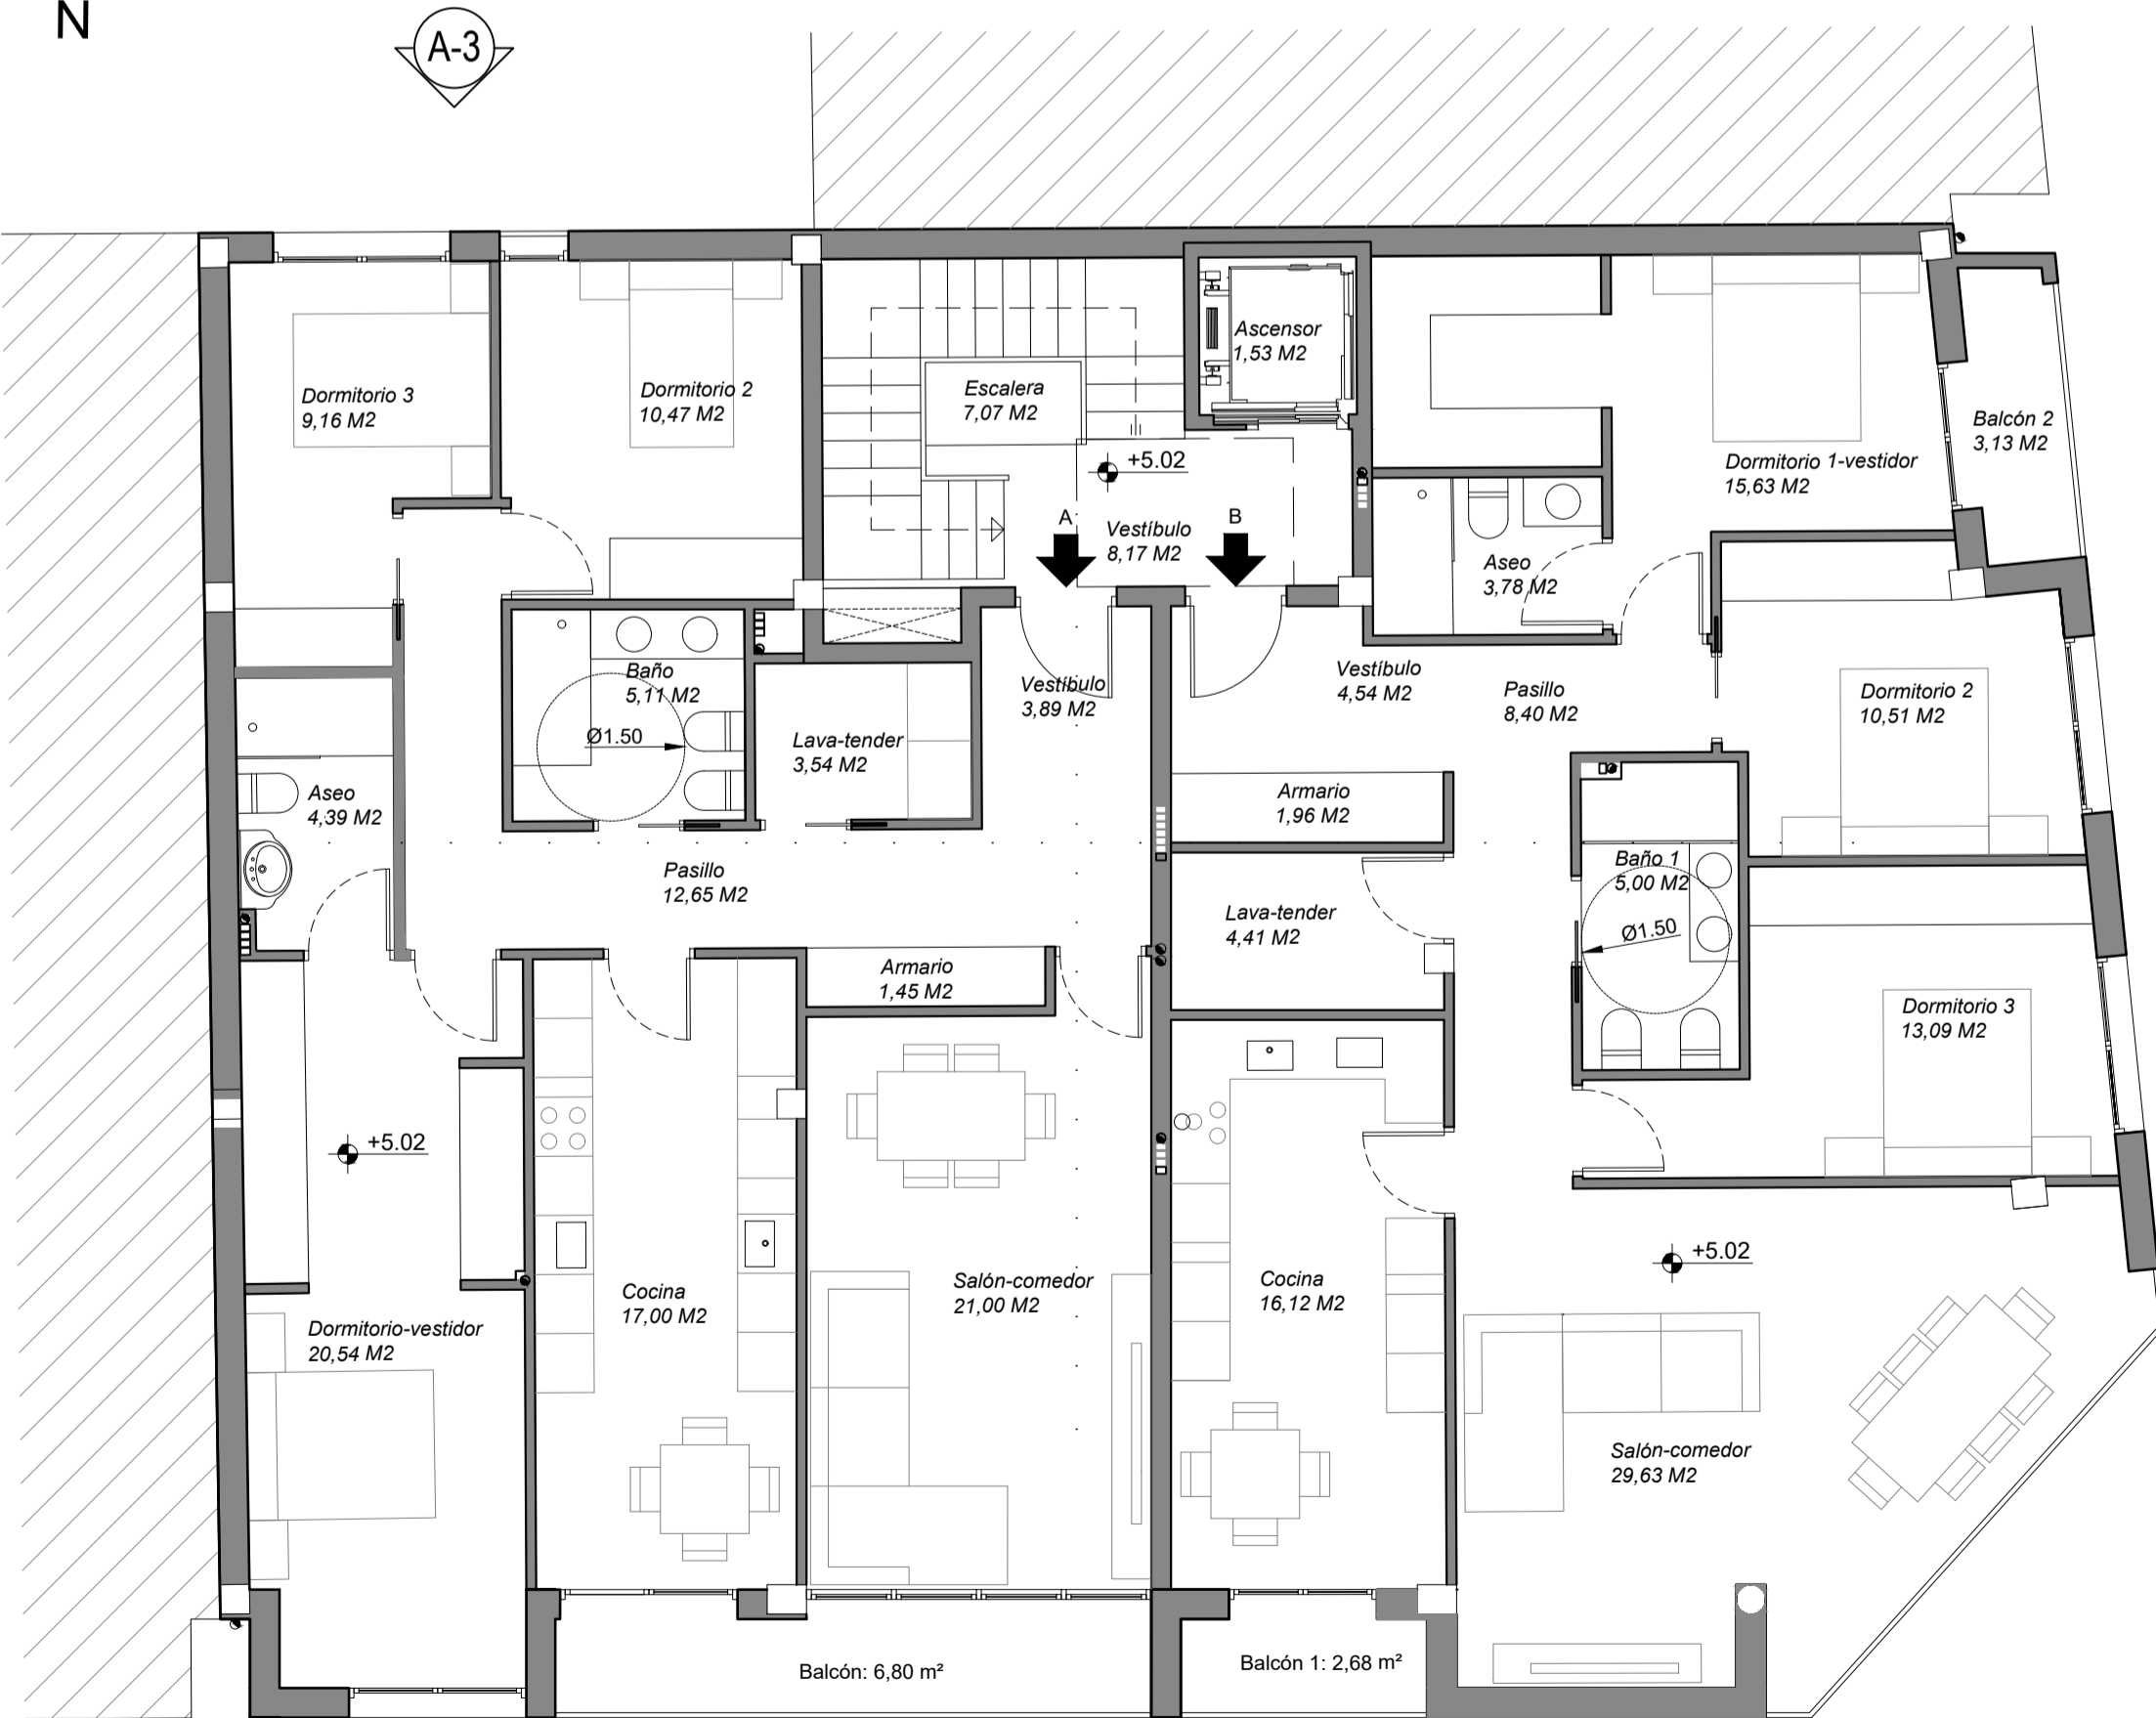 N
A-3
Ascensor
1,53 M2
Escalera
7,07 M2
Dormitorio 3
9,16 M2
Dormitorio 2
10,47 M2
Balcón 2
3,13 M2
Dormitorio 1-vestidor
15,63 M2
+5.02
A
B
Vestíbulo
8,17 M2
Aseo
3,78 M2
Baño
5,11 M2
Ø1.50
Vestíbulo
3,89 M2
Vestíbulo
4,54 M2
Pasillo
8,40 M2
Dormitorio 2
10,51 M2
Lava-tender
3,54 M2
Aseo
4,39 M2
Armario
1,96 M2
Pasillo
12,65 M2
Baño 1
5,00 M2
Ø1.50
Lava-tender
4,41 M2
Armario
1,45 M2
Dormitorio 3
13,09 M2
+5.02
+5.02
Cocina
17,00 M2
Salón-comedor
21,00 M2
Cocina
16,12 M2
Dormitorio-vestidor
20,54 M2
Salón-comedor
29,63 M2
Balcón: 6,80 m²
Balcón 1: 2,68 m²